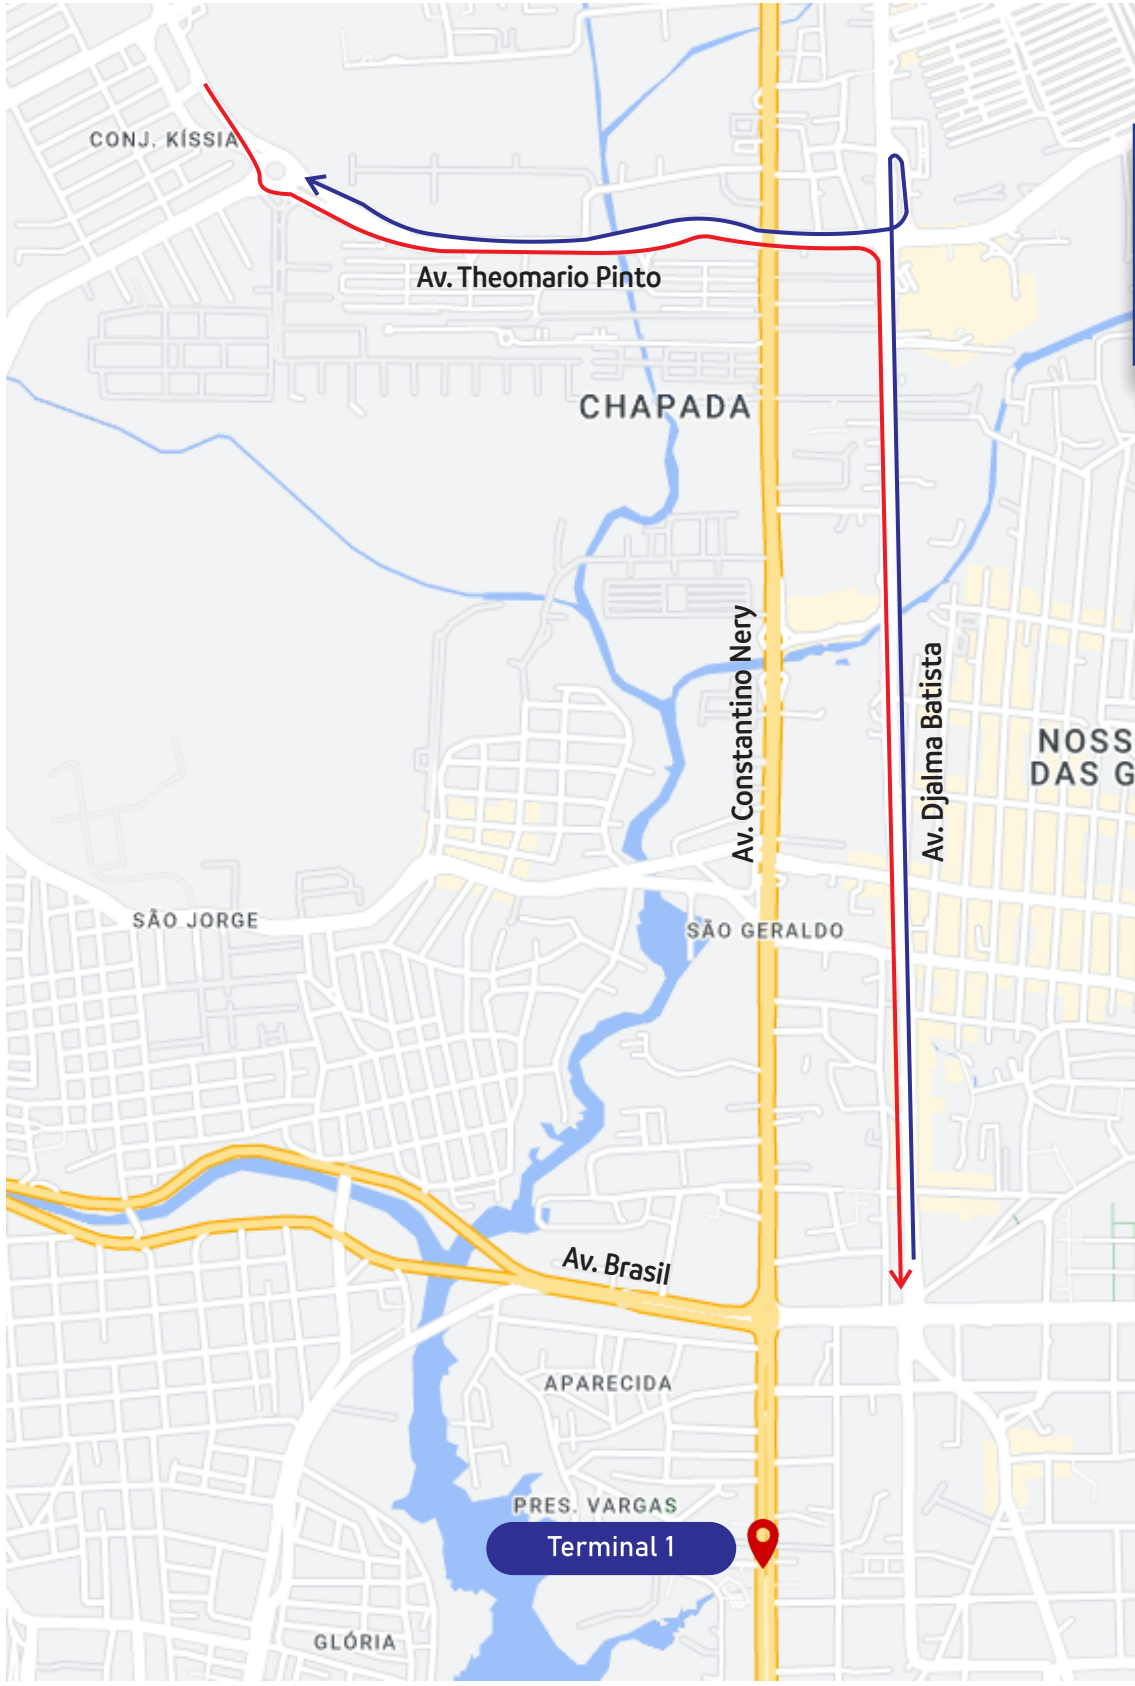 CONJ. KÍSSIA
Av. Theomario Pinto
CHAPADA
Av. Constantino Nery
Av. Djalma Batista
NOSS
DAS G
SÃO JORGE
SÃO GERALDO
Av. Brasil
APARECIDA
PRES. VARGAS
Terminal 1
GLÓRIA